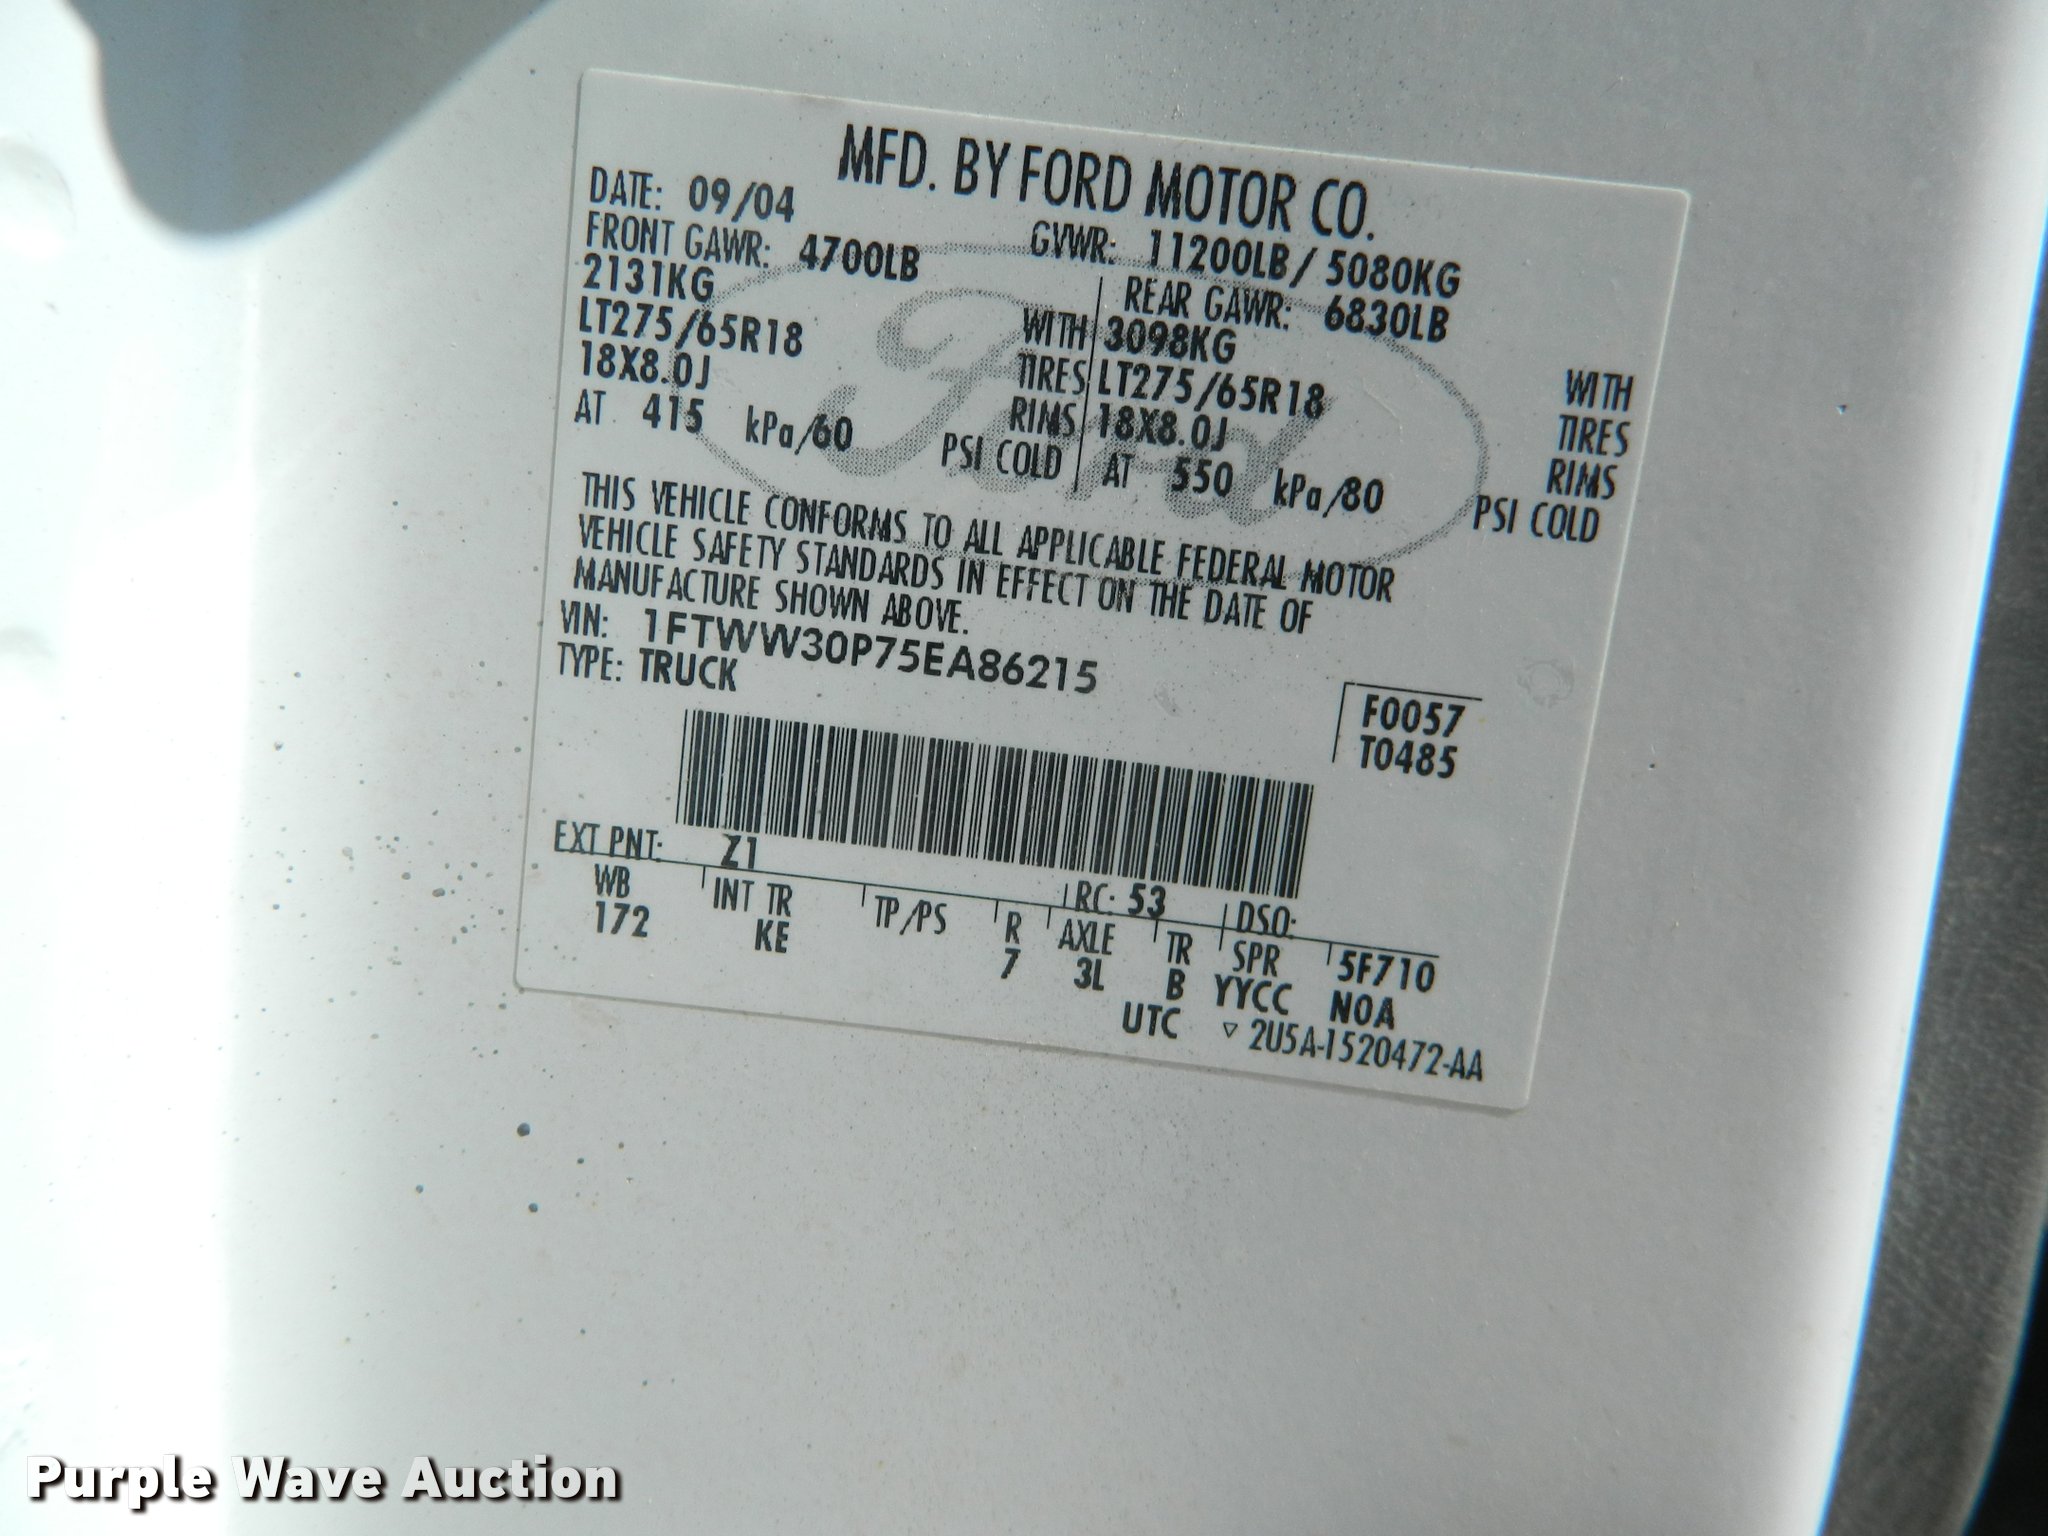 MFD. BY FORD MOTOR CO.
DATE: 09/04 GVWR: 11200LB/ 5080KG
FRONT GAWR: 4700LB REAR GAWR: 6830LB
2131KG WITH 3098KG WITH
LT275/65R18 TIRES LT275/65R18 TIRES
18X8.0J RIMS 18X8.0J RIMS
AT 415 kPa/60 PSI COLD AT 550 kPa/80 PSI COLD
THIS VEHICLE CONFORMS TO ALL APPLICABLE FEDERAL MOTOR
VEHICLE SAFETY STANDARDS IN EFFECT ON THE DATE OF
MANUFACTURE SHOWN ABOVE.
VIN: 1FTWW30P75EA86215
TYPE: TRUCK
F0057
T0485
EXT PNT: Z1 RC: 53 DSO:
WB INT TR TP/PS R AXLE TR SPR 5F710
172 KE 7 3L B YYCC NOA
UTC ▽ 2U5A-1520472-AA
Ford
Purple Wave Auction